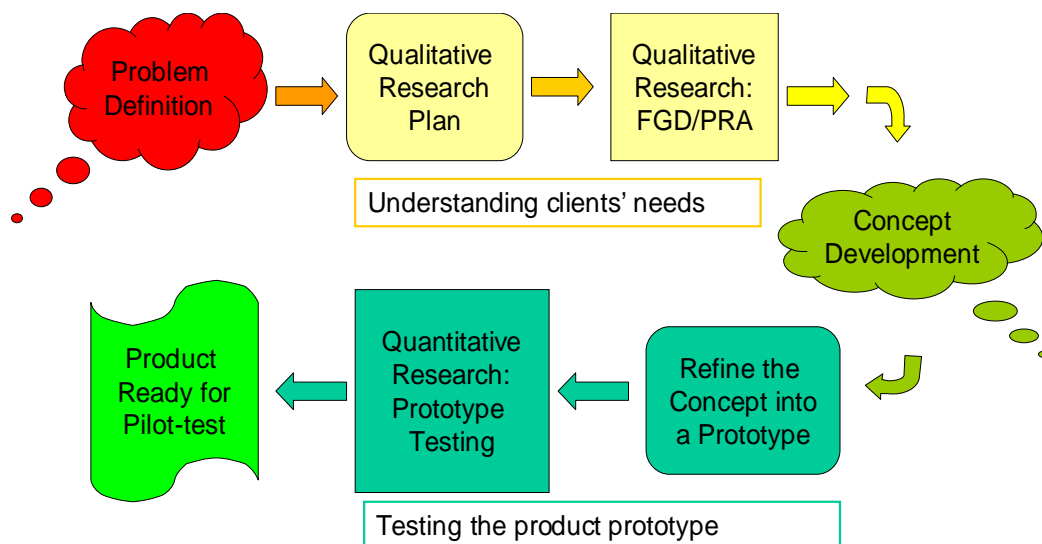 Problem
Definition
Qualitative
Research
Plan
Qualitative
Research:
FGD/PRA
Understanding clients' needs
Concept
Development
Refine the
Concept into
a Prototype
Quantitative
Research:
Prototype
Testing
Product
Ready for
Pilot-test
Testing the product prototype